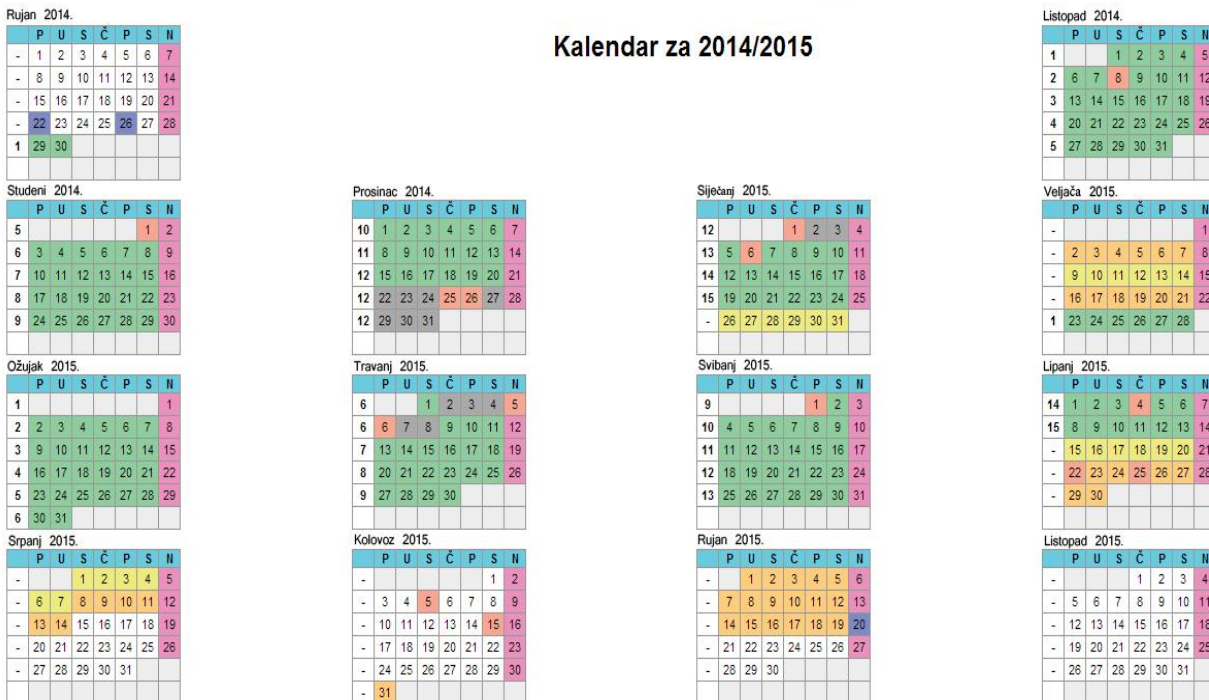 Kalendar za 2014/2015
Rujan 2014.
P U S Č P S N
- 1 2 3 4 5 6 7
- 8 9 10 11 12 13 14
- 15 16 17 18 19 20 21
- 22 23 24 25 26 27 28
1 29 30
Listopad 2014.
P U S Č P S N
1 1 2 3 4 5
2 6 7 8 9 10 11 12
3 13 14 15 16 17 18 19
4 20 21 22 23 24 25 26
5 27 28 29 30 31
Studeni 2014.
P U S Č P S N
5 1 2
6 3 4 5 6 7 8 9
7 10 11 12 13 14 15 16
8 17 18 19 20 21 22 23
9 24 25 26 27 28 29 30
Prosinac 2014.
P U S Č P S N
10 1 2 3 4 5 6 7
11 8 9 10 11 12 13 14
12 15 16 17 18 19 20 21
12 22 23 24 25 26 27 28
12 29 30 31
Siječanj 2015.
P U S Č P S N
12 1 2 3 4
13 5 6 7 8 9 10 11
14 12 13 14 15 16 17 18
15 19 20 21 22 23 24 25
- 26 27 28 29 30 31
Veljača 2015.
P U S Č P S N
- 1
- 2 3 4 5 6 7 8
- 9 10 11 12 13 14 15
- 16 17 18 19 20 21 22
1 23 24 25 26 27 28
Ožujak 2015.
P U S Č P S N
1 1
2 2 3 4 5 6 7 8
3 9 10 11 12 13 14 15
4 16 17 18 19 20 21 22
5 23 24 25 26 27 28 29
6 30 31
Travanj 2015.
P U S Č P S N
6 1 2 3 4 5
6 6 7 8 9 10 11 12
7 13 14 15 16 17 18 19
8 20 21 22 23 24 25 26
9 27 28 29 30
Svibanj 2015.
P U S Č P S N
9 1 2 3
10 4 5 6 7 8 9 10
11 11 12 13 14 15 16 17
12 18 19 20 21 22 23 24
13 25 26 27 28 29 30 31
Lipanj 2015.
P U S Č P S N
14 1 2 3 4 5 6 7
15 8 9 10 11 12 13 14
- 15 16 17 18 19 20 21
- 22 23 24 25 26 27 28
- 29 30
Srpanj 2015.
P U S Č P S N
- 1 2 3 4 5
- 6 7 8 9 10 11 12
- 13 14 15 16 17 18 19
- 20 21 22 23 24 25 26
- 27 28 29 30 31
Kolovoz 2015.
P U S Č P S N
- 1 2
- 3 4 5 6 7 8 9
- 10 11 12 13 14 15 16
- 17 18 19 20 21 22 23
- 24 25 26 27 28 29 30
- 31
Rujan 2015.
P U S Č P S N
- 1 2 3 4 5 6
- 7 8 9 10 11 12 13
- 14 15 16 17 18 19 20
- 21 22 23 24 25 26 27
- 28 29 30
Listopad 2015.
P U S Č P S N
- 1 2 3 4
- 5 6 7 8 9 10 11
- 12 13 14 15 16 17 18
- 19 20 21 22 23 24 25
- 26 27 28 29 30 31